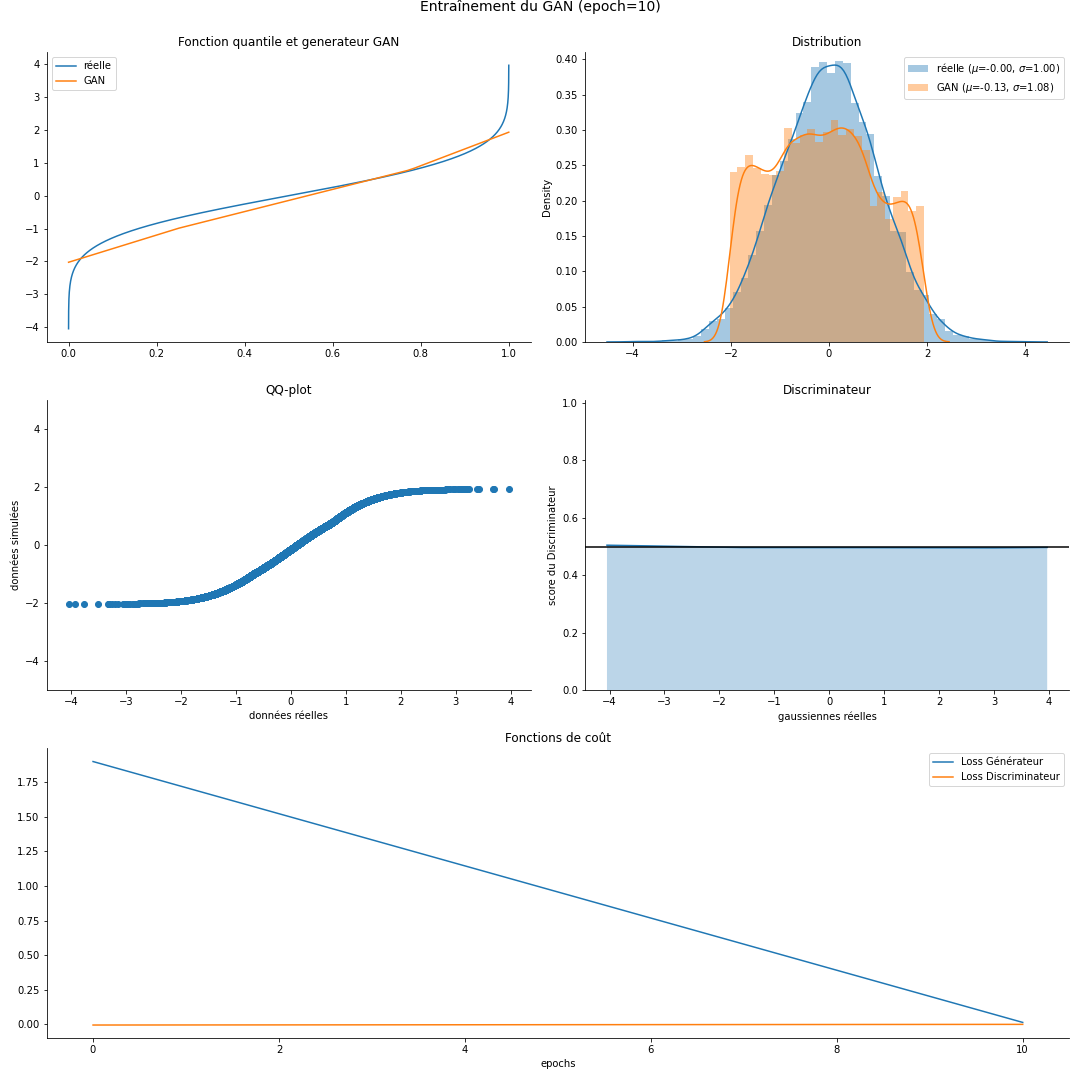 Entraînement du GAN (epoch=10)
Fonction quantile et generateur GAN
réelle
GAN
4
3
2
1
0
−1
−2
−3
−4
0.0 0.2 0.4 0.6 0.8 1.0
Distribution
réelle (μ=-0.00, σ=1.00)
GAN (μ=-0.13, σ=1.08)
Density
0.40
0.35
0.30
0.25
0.20
0.15
0.10
0.05
0.00
−4 −2 0 2 4
QQ-plot
données simulées
4
2
0
−2
−4
−4 −3 −2 −1 0 1 2 3 4
données réelles
Discriminateur
score du Discriminateur
1.0
0.8
0.6
0.4
0.2
0.0
−4 −3 −2 −1 0 1 2 3 4
gaussiennes réelles
Fonctions de coût
Loss Générateur
Loss Discriminateur
1.75
1.50
1.25
1.00
0.75
0.50
0.25
0.00
0 2 4 6 8 10
epochs